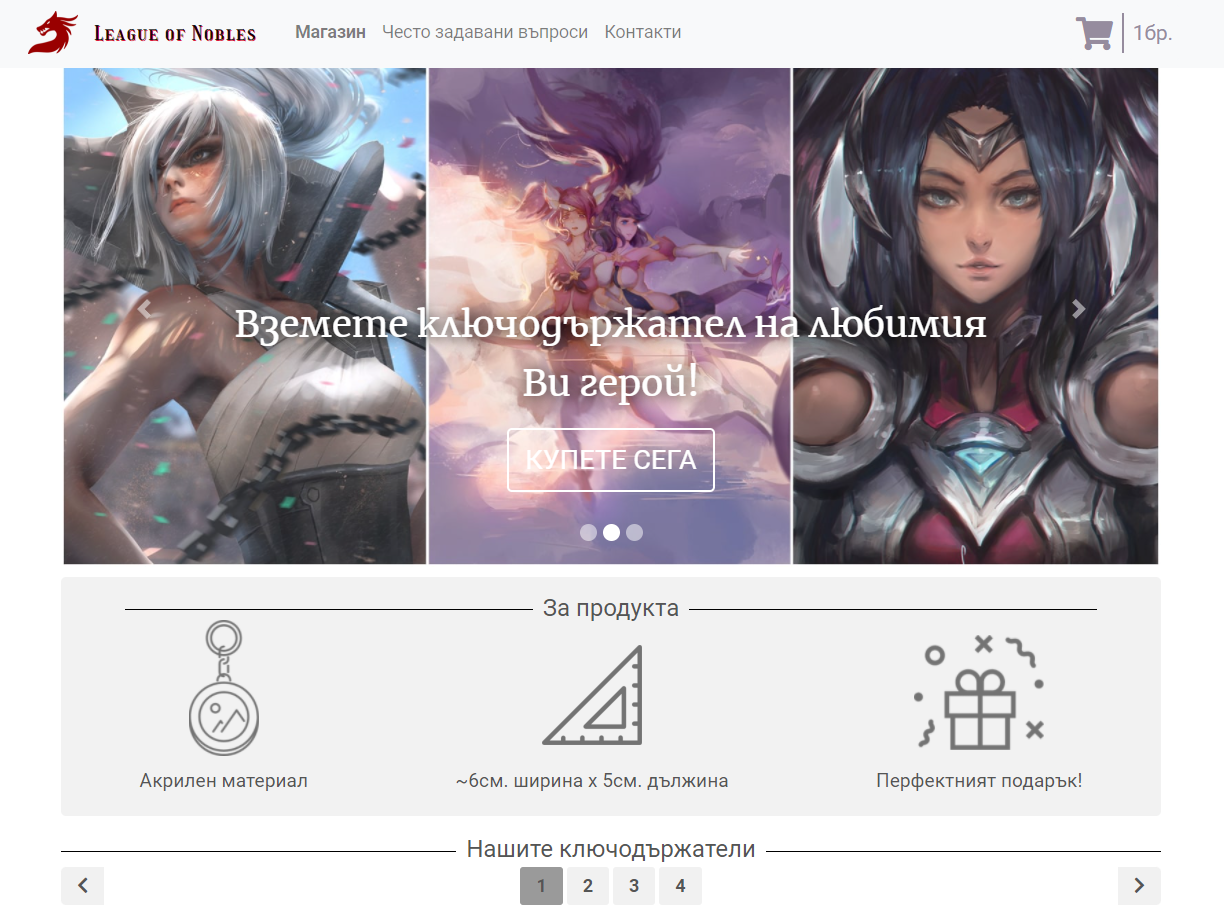 League of Nobles
Магазин Често задавани въпроси Контакти
1бр.
Вземете ключодържател на любимия
Ви герой!
КУПЕТЕ СЕГА
За продукта
Акрилен материал
~6см. ширина x 5см. дължина
Перфектният подарък!
Нашите ключодържатели
1 2 3 4